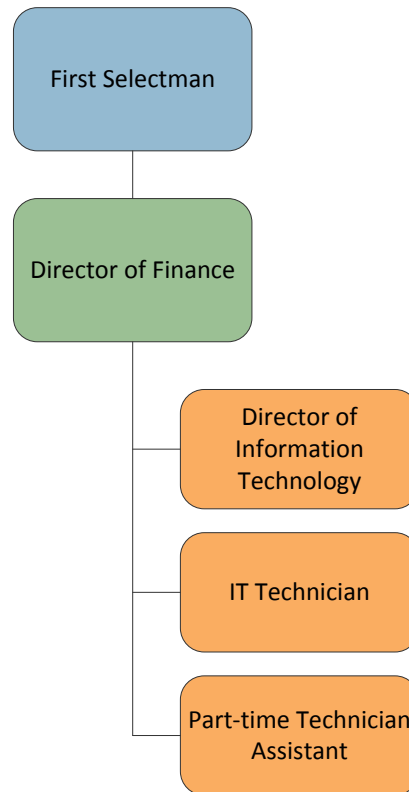 First Selectman
Director of Finance
Director of
Information
Technology
IT Technician
Part-time Technician
Assistant